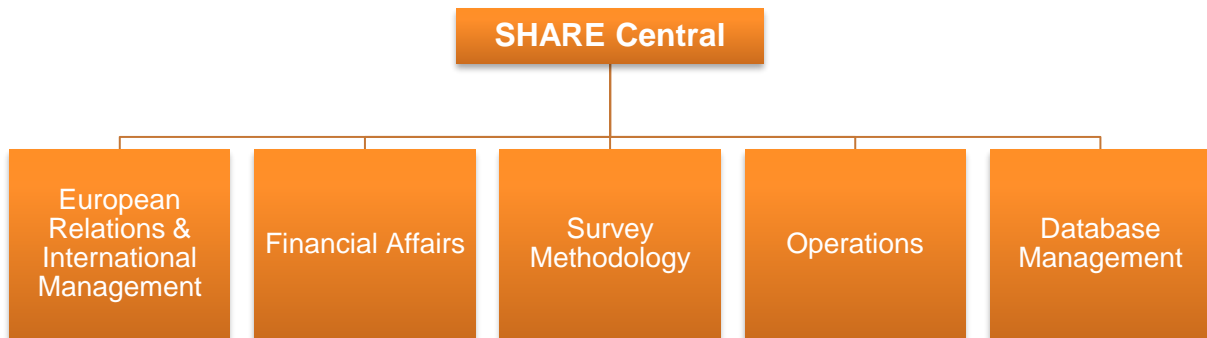 SHARE Central
European
Relations &
International
Management
Financial Affairs
Survey
Methodology
Operations
Database
Management